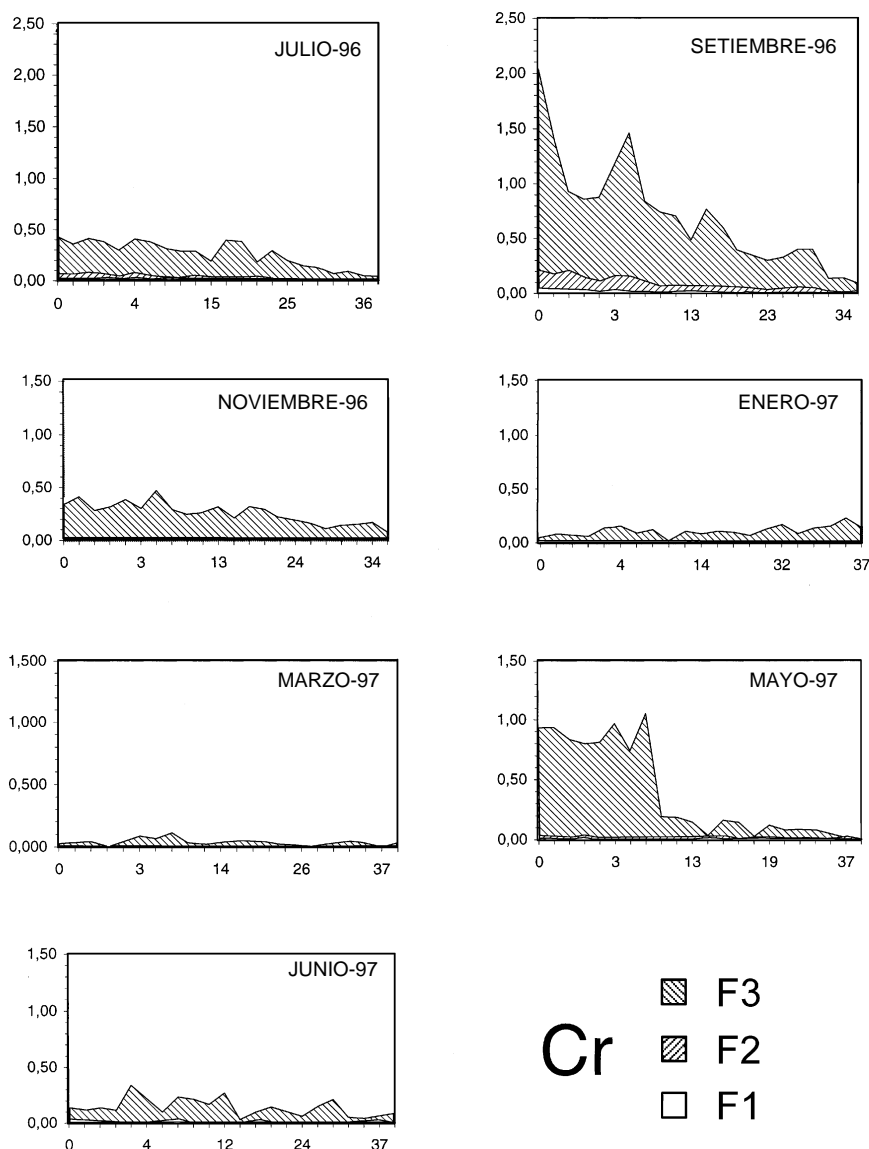 JULIO-96
2,50
2,00
1,50
1,00
0,50
0,00
0 4 15 25 36
SETIEMBRE-96
2,50
2,00
1,50
1,00
0,50
0,00
0 3 13 23 34
NOVIEMBRE-96
1,50
1,00
0,50
0,00
0 3 13 24 34
ENERO-97
1,50
1,00
0,50
0,00
0 4 14 32 37
MARZO-97
1,500
1,000
0,500
0,000
0 3 14 26 37
MAYO-97
1,50
1,00
0,50
0,00
0 3 13 19 37
JUNIO-97
1,50
1,00
0,50
0,00
0 4 12 24 37
Cr
F3
F2
F1